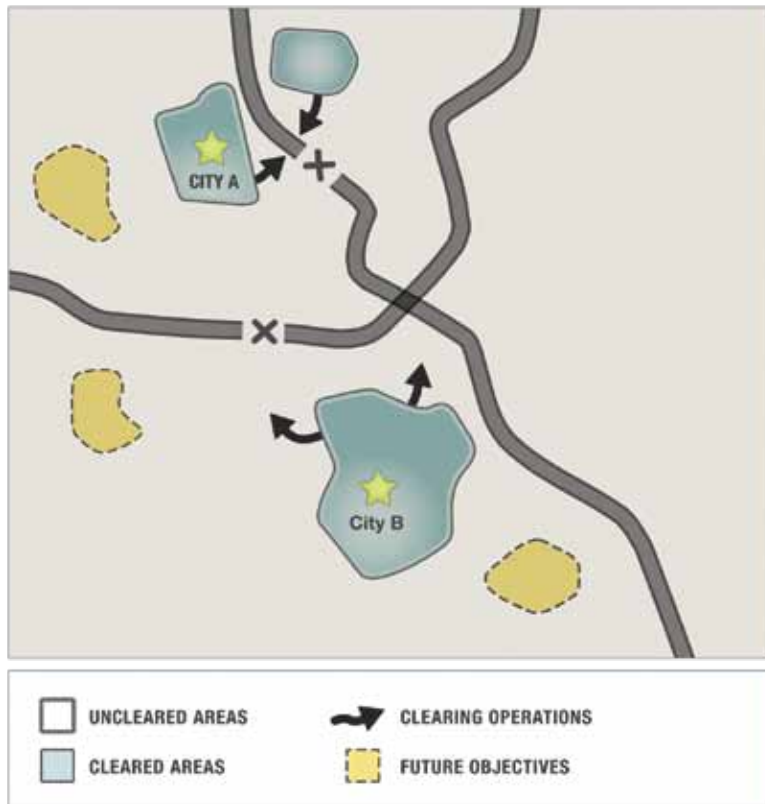 CITY A
City B
UNCLEARED AREAS
CLEARING OPERATIONS
CLEARED AREAS
FUTURE OBJECTIVES